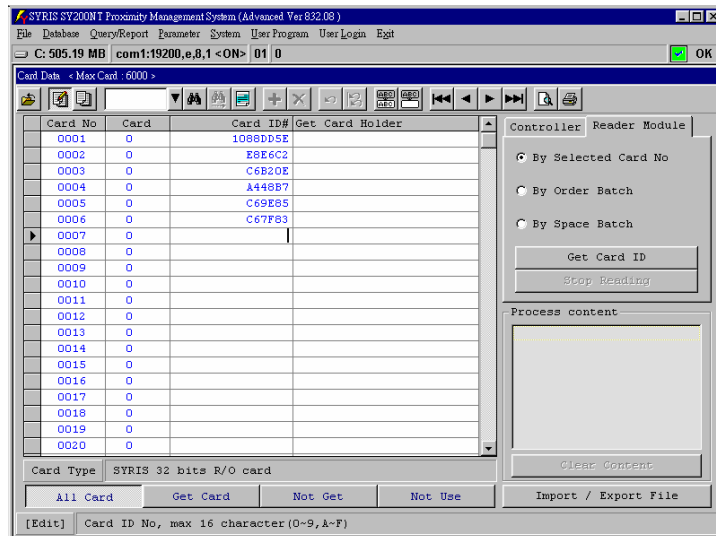 SYRIS SY200NT Proximity Management System (Advanced Ver 832.08 )
File Database Query/Report Parameter System User Program User Login Exit
C: 505.19 MB com1:19200,e,8,1 <ON> 01 0 OK
Card Data < Max Card : 6000 >
Card No Card Card ID# Get Card Holder
0001 0 1088DD5E
0002 0 E8E6C2
0003 0 C6B20E
0004 0 A448B7
0005 0 C69E85
0006 0 C67F83
0007 0
0008 0
0009 0
0010 0
0011 0
0012 0
0013 0
0014 0
0015 0
0016 0
0017 0
0018 0
0019 0
0020 0
Controller Reader Module
By Selected Card No
By Order Batch
By Space Batch
Get Card ID
Stop Reading
Process content
Clear Content
Card Type SYRIS 32 bits R/O card
All Card Get Card Not Get Not Use Import / Export File
[Edit] Card ID No, max 16 character(0~9,A~F)